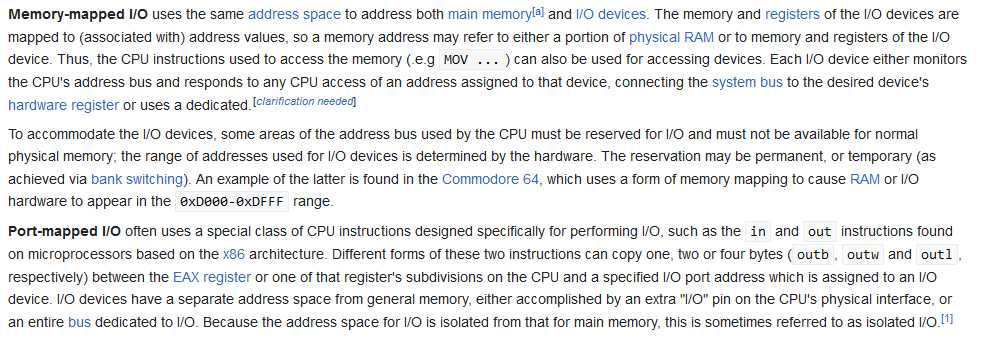 Memory-mapped I/O uses the same address space to address both main memory[a] and I/O devices. The memory and registers of the I/O devices are
mapped to (associated with) address values, so a memory address may refer to either a portion of physical RAM or to memory and registers of the I/O
device. Thus, the CPU instructions used to access the memory (.e.g MOV ... ) can also be used for accessing devices. Each I/O device either monitors
the CPU's address bus and responds to any CPU access of an address assigned to that device, connecting the system bus to the desired device's
hardware register or uses a dedicated.[clarification needed]
To accommodate the I/O devices, some areas of the address bus used by the CPU must be reserved for I/O and must not be available for normal
physical memory; the range of addresses used for I/O devices is determined by the hardware. The reservation may be permanent, or temporary (as
achieved via bank switching). An example of the latter is found in the Commodore 64, which uses a form of memory mapping to cause RAM or I/O
hardware to appear in the 0xD000-0xDFFF range.
Port-mapped I/O often uses a special class of CPU instructions designed specifically for performing I/O, such as the in and out instructions found
on microprocessors based on the x86 architecture. Different forms of these two instructions can copy one, two or four bytes ( outb , outw and outl ,
respectively) between the EAX register or one of that register's subdivisions on the CPU and a specified I/O port address which is assigned to an I/O
device. I/O devices have a separate address space from general memory, either accomplished by an extra "I/O" pin on the CPU's physical interface, or
an entire bus dedicated to I/O. Because the address space for I/O is isolated from that for main memory, this is sometimes referred to as isolated I/O.[1]